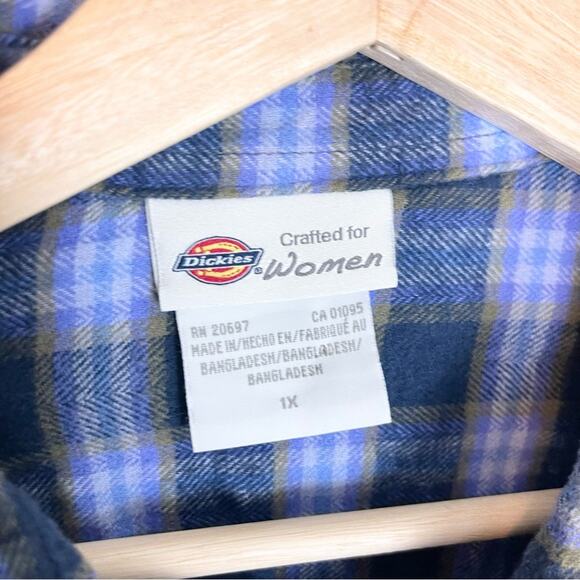 Dickies
Crafted for
Women
RN 20697 CA 01095
MADE IN/HECHO EN/FABRIQUÉ AU
BANGLADESH/BANGLADESH/
BANGLADESH
1X